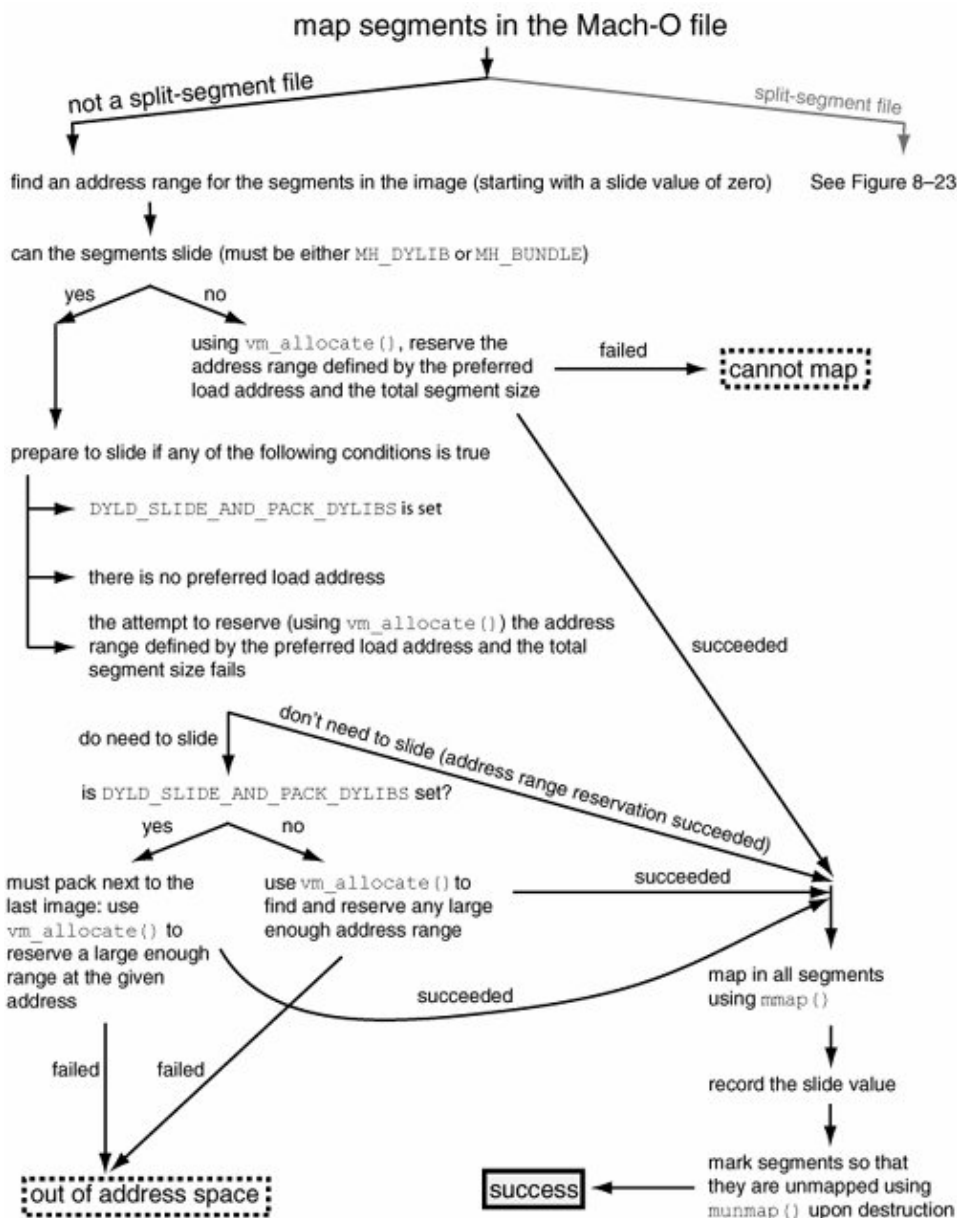 map segments in the Mach-O file
not a split-segment file
split-segment file
find an address range for the segments in the image (starting with a slide value of zero)
See Figure 8–23
can the segments slide (must be either MH_DYLIB or MH_BUNDLE)
yes
no
using vm_allocate(), reserve the
address range defined by the preferred
load address and the total segment size
failed
cannot map
prepare to slide if any of the following conditions is true
DYLD_SLIDE_AND_PACK_DYLIBS is set
there is no preferred load address
the attempt to reserve (using vm_allocate()) the address
range defined by the preferred load address and the total
segment size fails
succeeded
do need to slide
don't need to slide (address range reservation succeeded)
is DYLD_SLIDE_AND_PACK_DYLIBS set?
yes
no
must pack next to the
last image: use
vm_allocate() to
reserve a large enough
range at the given
address
use vm_allocate() to
find and reserve any large
enough address range
succeeded
succeeded
map in all segments
using mmap()
failed
failed
record the slide value
out of address space
success
mark segments so that
they are unmapped using
munmap() upon destruction